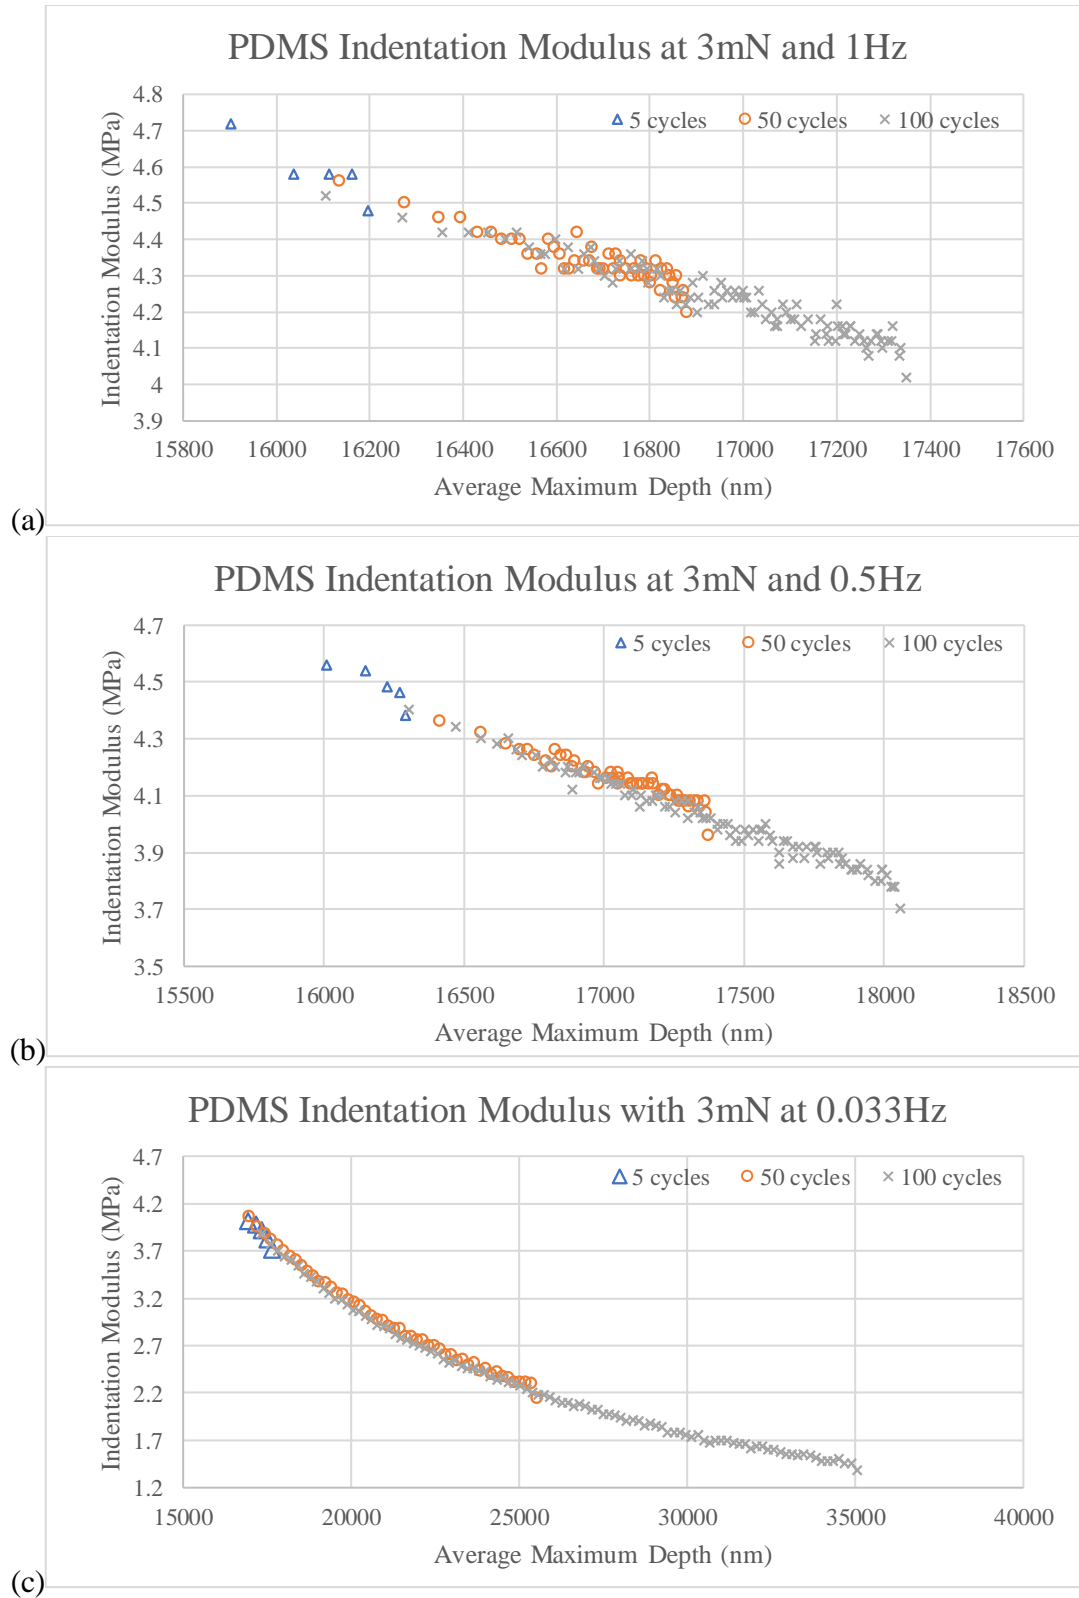 PDMS Indentation Modulus at 3mN and 1Hz
Indentation Modulus (MPa)
4.8
4.7
4.6
4.5
4.4
4.3
4.2
4.1
4
3.9
5 cycles 50 cycles 100 cycles
15800 16000 16200 16400 16600 16800 17000 17200 17400 17600
Average Maximum Depth (nm)
(a)
PDMS Indentation Modulus at 3mN and 0.5Hz
Indentation Modulus (MPa)
4.7
4.5
4.3
4.1
3.9
3.7
3.5
5 cycles 50 cycles 100 cycles
15500 16000 16500 17000 17500 18000 18500
Average Maximum Depth (nm)
(b)
PDMS Indentation Modulus with 3mN at 0.033Hz
Indentation Modulus (MPa)
4.7
4.2
3.7
3.2
2.7
2.2
1.7
1.2
5 cycles 50 cycles 100 cycles
15000 20000 25000 30000 35000 40000
Average Maximum Depth (nm)
(c)